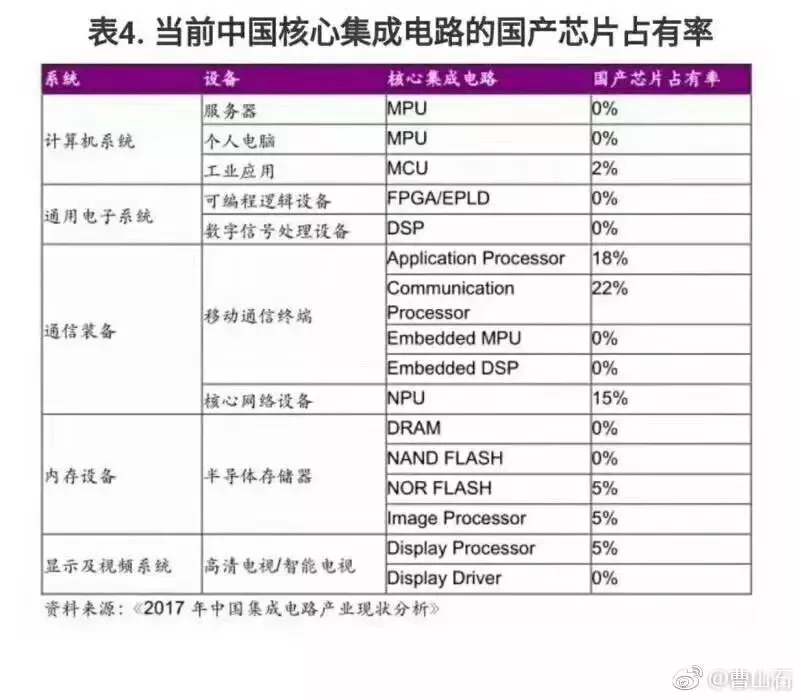 表4. 当前中国核心集成电路的国产芯片占有率
系统 设备 核心集成电路 国产芯片占有率
计算机系统 服务器 MPU 0%
个人电脑 MPU 0%
工业应用 MCU 2%
通用电子系统 可编程逻辑设备 FPGA/EPLD 0%
数字信号处理设备 DSP 0%
通信装备 移动通信终端 Application Processor 18%
Communication 22%
Processor
Embedded MPU 0%
Embedded DSP 0%
核心网络设备 NPU 15%
内存设备 半导体存储器 DRAM 0%
NAND FLASH 0%
NOR FLASH 5%
Image Processor 5%
显示及视频系统 高清电视/智能电视 Display Processor 5%
Display Driver 0%
资料来源：《2017年中国集成电路产业现状分析》
@曹山石